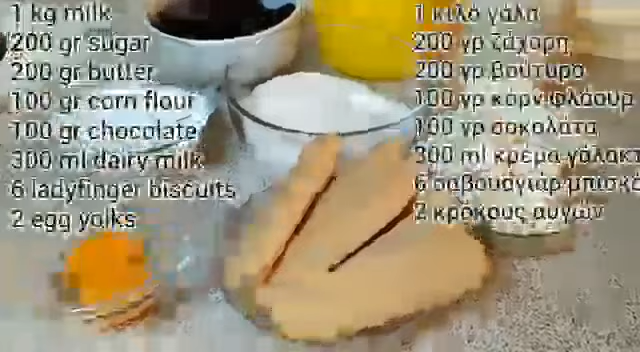 1 kg milk
200 gr sugar
200 gr butter
100 gr corn flour
100 gr chocolate
300 ml dairy milk
6 ladyfinger biscuits
2 egg yolks
1 κιλό γάλα
200 γρ ζάχαρη
200 γρ βούτυρο
100 γρ κορν φλάουρ
100 γρ σοκολάτα
300 ml κρέμα γάλακτ
6 σαβουαγιάρ μπισκό
2 κρόκους αυγών